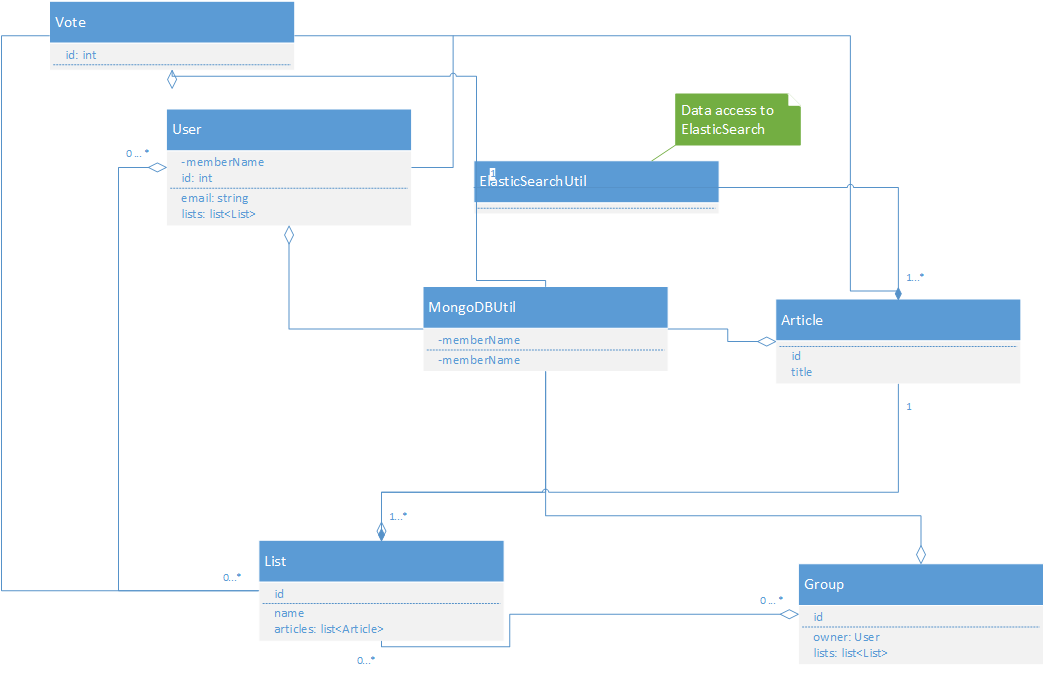 Vote
id: int
User
-memberName
id: int
email: string
lists: list<List>
0 ... *
Data access to
ElasticSearch
1
ElasticSearchUtil
1...*
MongoDBUtil
-memberName
-memberName
Article
id
title
1
1...*
List
id
name
articles: list<Article>
0...*
0...*
0 ... *
Group
id
owner: User
lists: list<List>